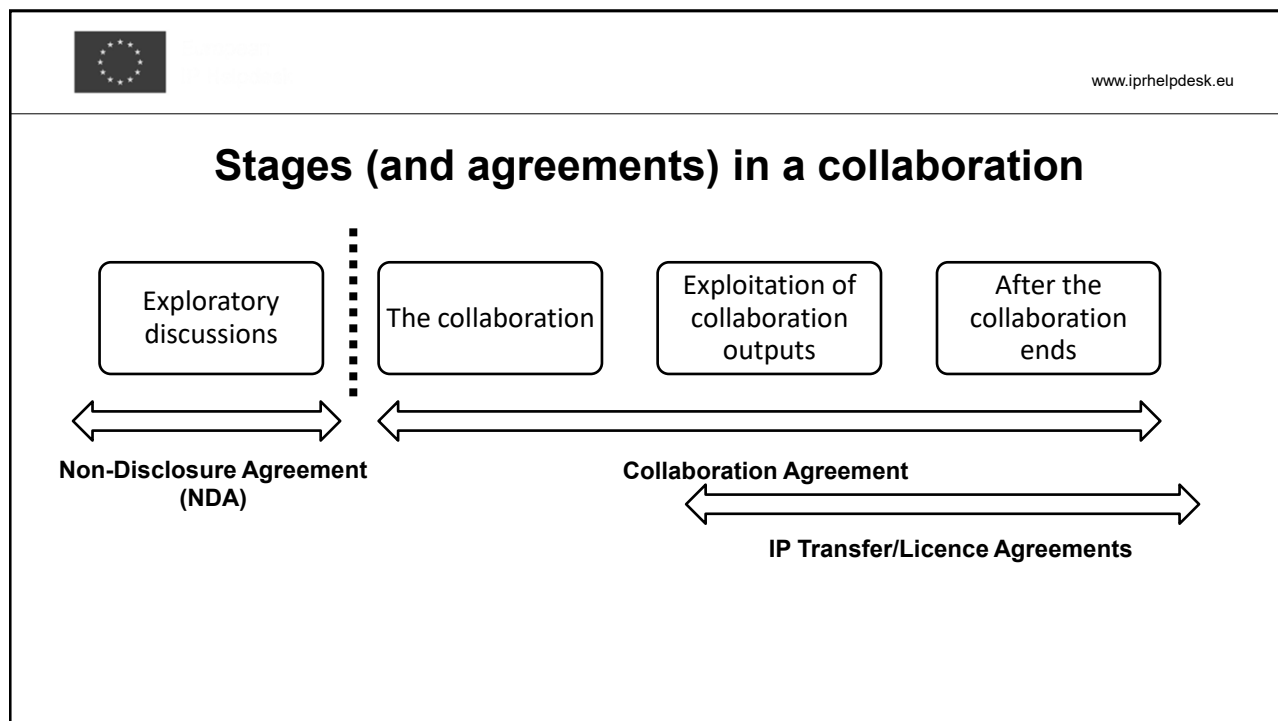 www.iprhelpdesk.eu
Stages (and agreements) in a collaboration
Exploratory
discussions
The collaboration
Exploitation of
collaboration
outputs
After the
collaboration
ends
Non-Disclosure Agreement
(NDA)
Collaboration Agreement
IP Transfer/Licence Agreements